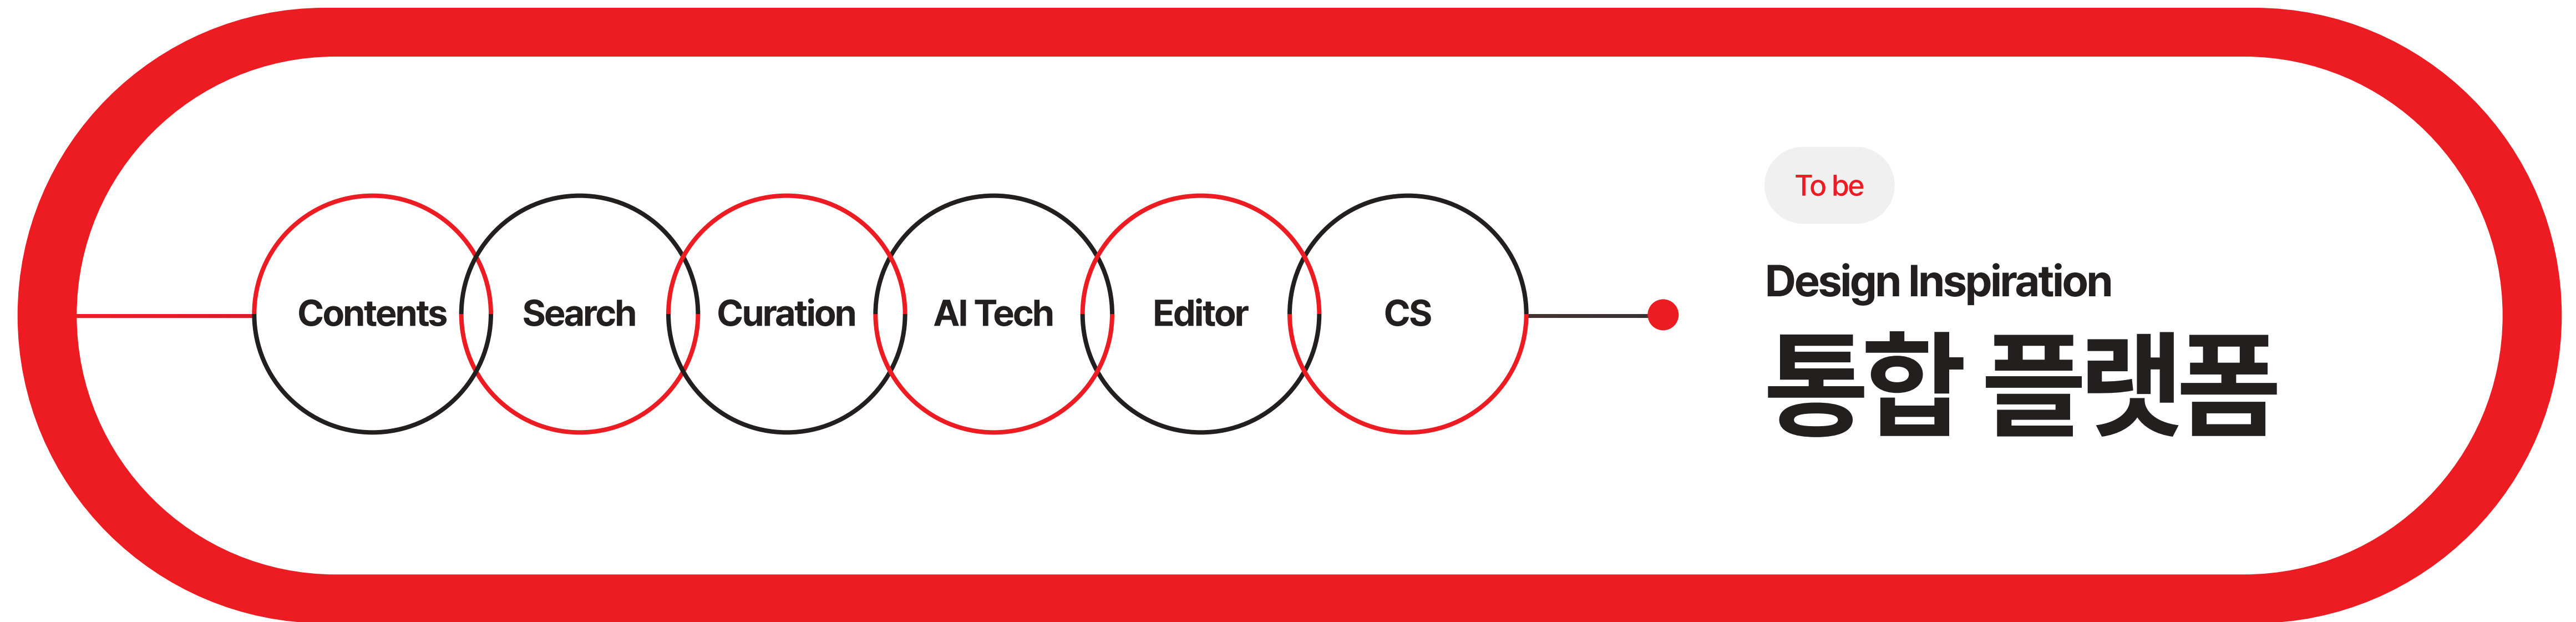 Contents
Search
Curation
AI Tech
Editor
CS
To be
Design Inspiration
통합 플랫폼